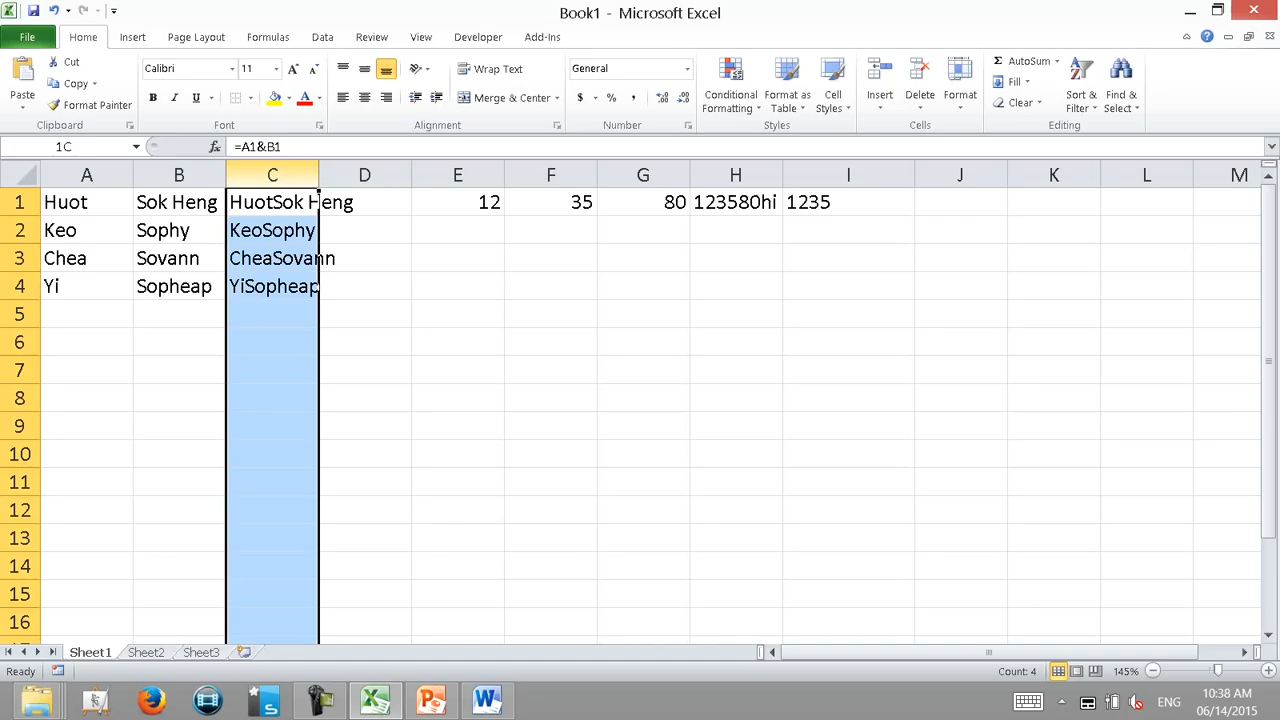 Book1 - Microsoft Excel
File Home Insert Page Layout Formulas Data Review View Developer Add-Ins
Paste
Cut
Copy
Format Painter
Clipboard
Calibri 11
B I U A
Font
Wrap Text
Merge & Center
Alignment
General
$ % ,
Number
Conditional Formatting
Format as Table
Cell Styles
Styles
Insert
Delete
Format
Cells
Σ AutoSum
Fill
Clear
Sort & Filter
Find & Select
Editing
1C fx =A1&B1
A B C D E F G H I J K L M
1 Huot Sok Heng HuotSok Heng 12 35 80 123580hi 1235
2 Keo Sophy KeoSophy
3 Chea Sovann CheaSovann
4 Yi Sopheap YiSopheap
5
6
7
8
9
10
11
12
13
14
15
16
Sheet1 Sheet2 Sheet3
Ready Count: 4 145%
ENG 10:38 AM
06/14/2015